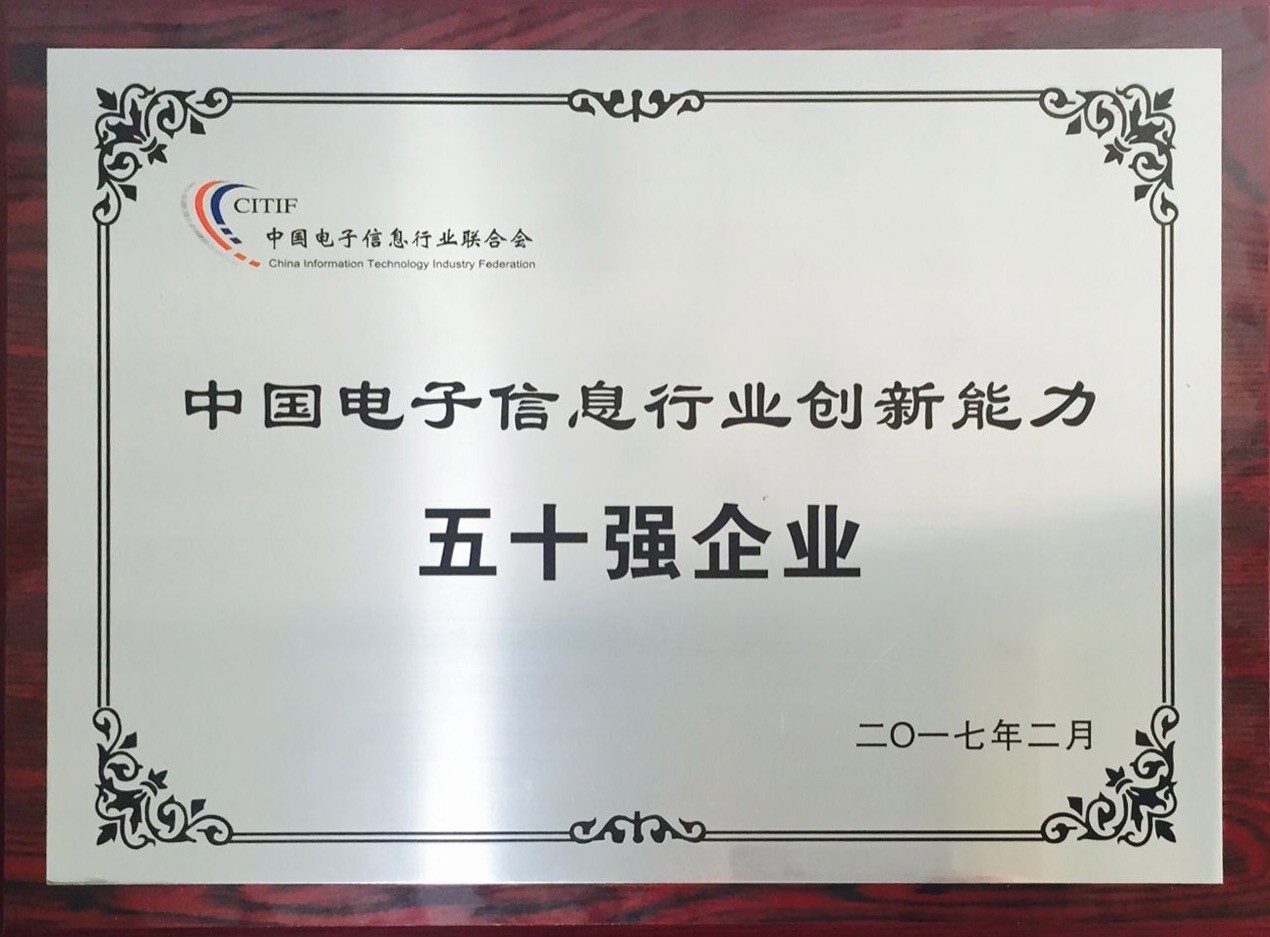 CITIF
中国电子信息行业联合会
China Information Technology Industry Federation
中国电子信息行业创新能力
五十强企业
二〇一七年二月